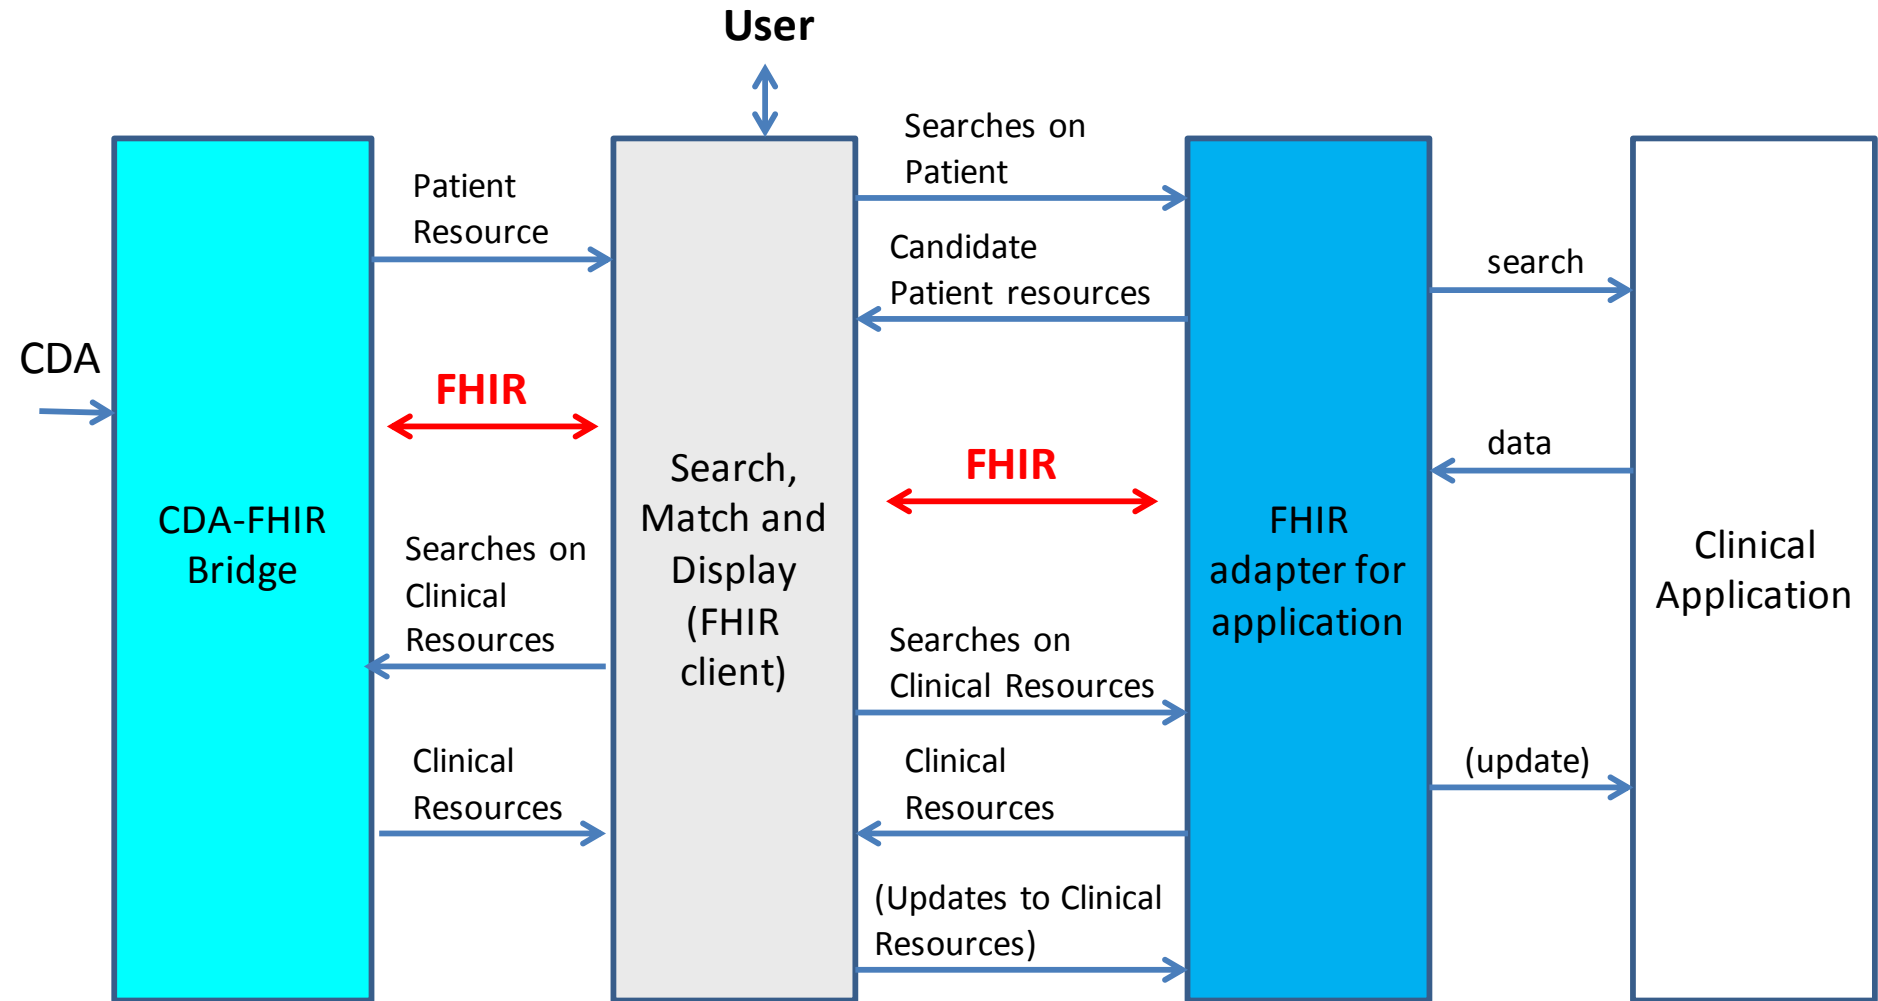 User
CDA
CDA-FHIR
Bridge
Patient
Resource
FHIR
Searches on
Clinical
Resources
Clinical
Resources
Search,
Match and
Display
(FHIR
client)
Searches on
Patient
Candidate
Patient resources
FHIR
Searches on
Clinical Resources
Clinical
Resources
(Updates to Clinical
Resources)
FHIR
adapter for
application
search
data
(update)
Clinical
Application